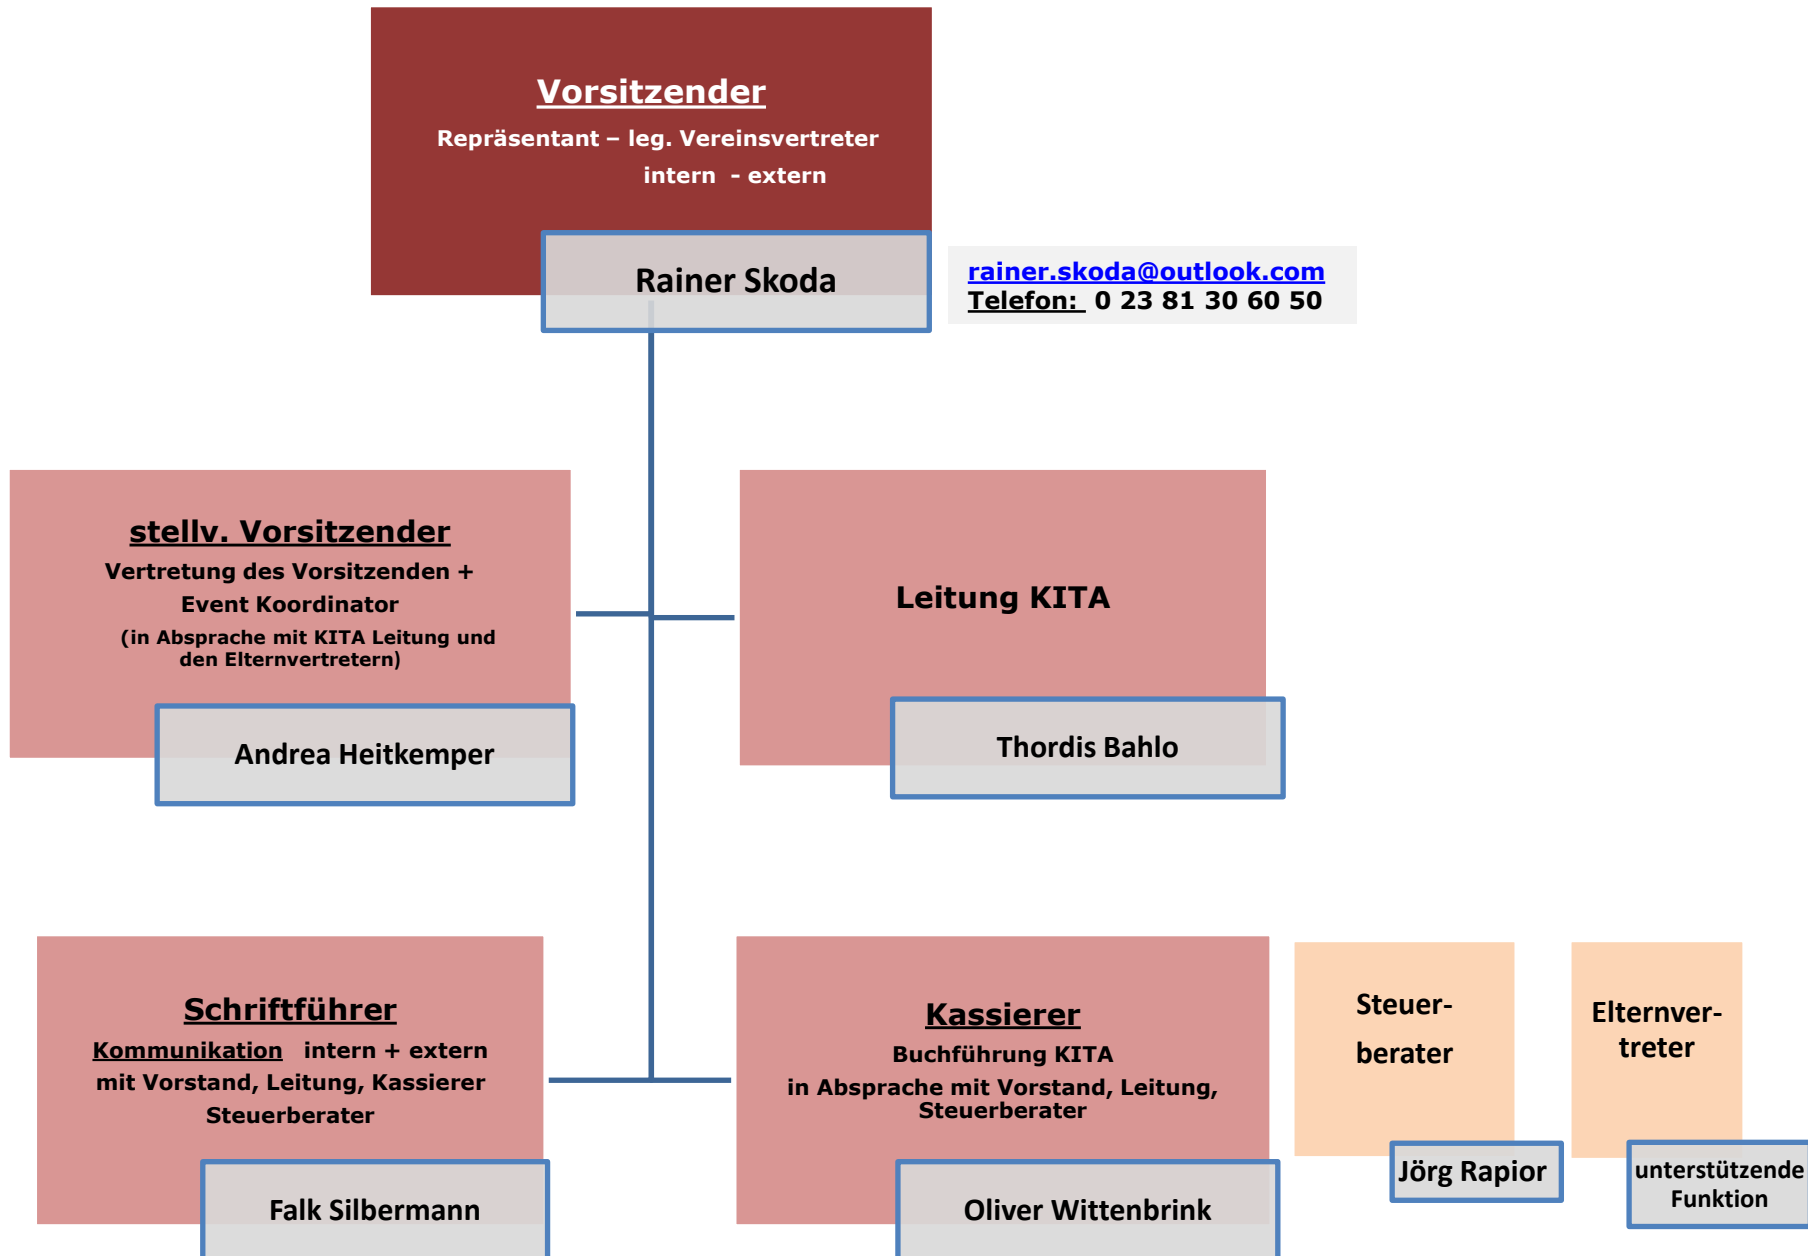 Vorsitzender
Repräsentant – leg. Vereinsvertreter
intern - extern
Rainer Skoda
rainer.skoda@outlook.com
Telefon: 0 23 81 30 60 50
stellv. Vorsitzender
Vertretung des Vorsitzenden +
Event Koordinator
(in Absprache mit KITA Leitung und
den Elternvertretern)
Andrea Heitkemper
Leitung KITA
Thordis Bahlo
Schriftführer
Kommunikation intern + extern
mit Vorstand, Leitung, Kassierer
Steuerberater
Falk Silbermann
Kassierer
Buchführung KITA
in Absprache mit Vorstand, Leitung,
Steuerberater
Oliver Wittenbrink
Steuer-
berater
Jörg Rapior
Elternver-
treter
unterstützende
Funktion